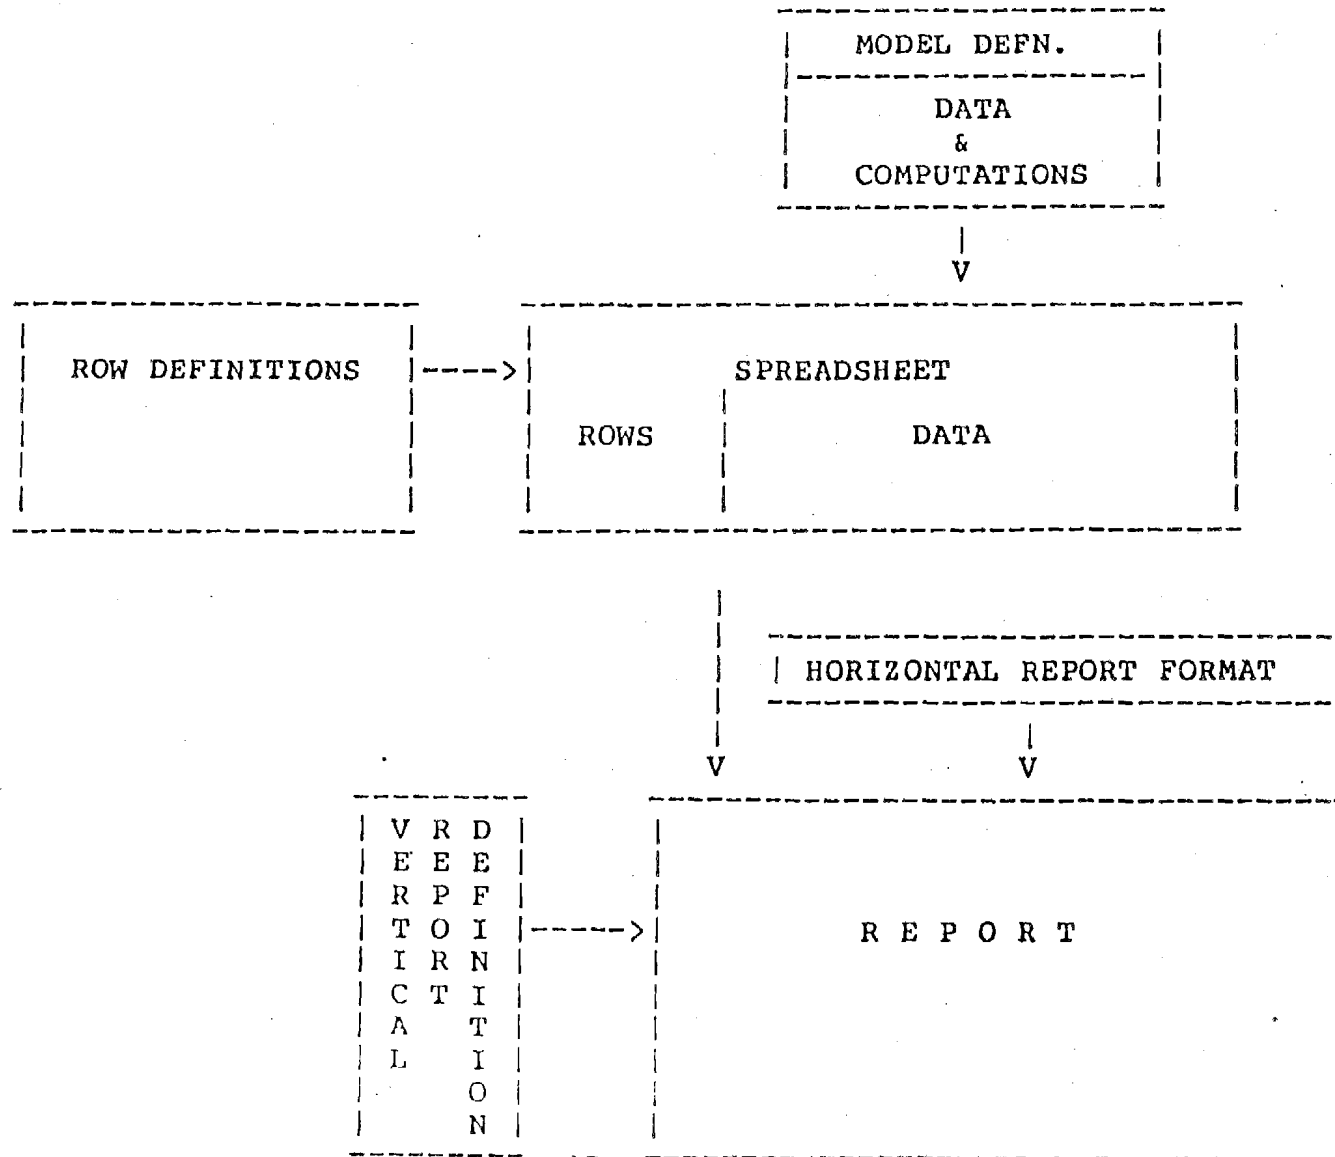 MODEL DEFN.
DATA
&
COMPUTATIONS
ROW DEFINITIONS
SPREADSHEET
ROWS
DATA
HORIZONTAL REPORT FORMAT
VERTICAL
REPORT
DEFINITION
R E P O R T